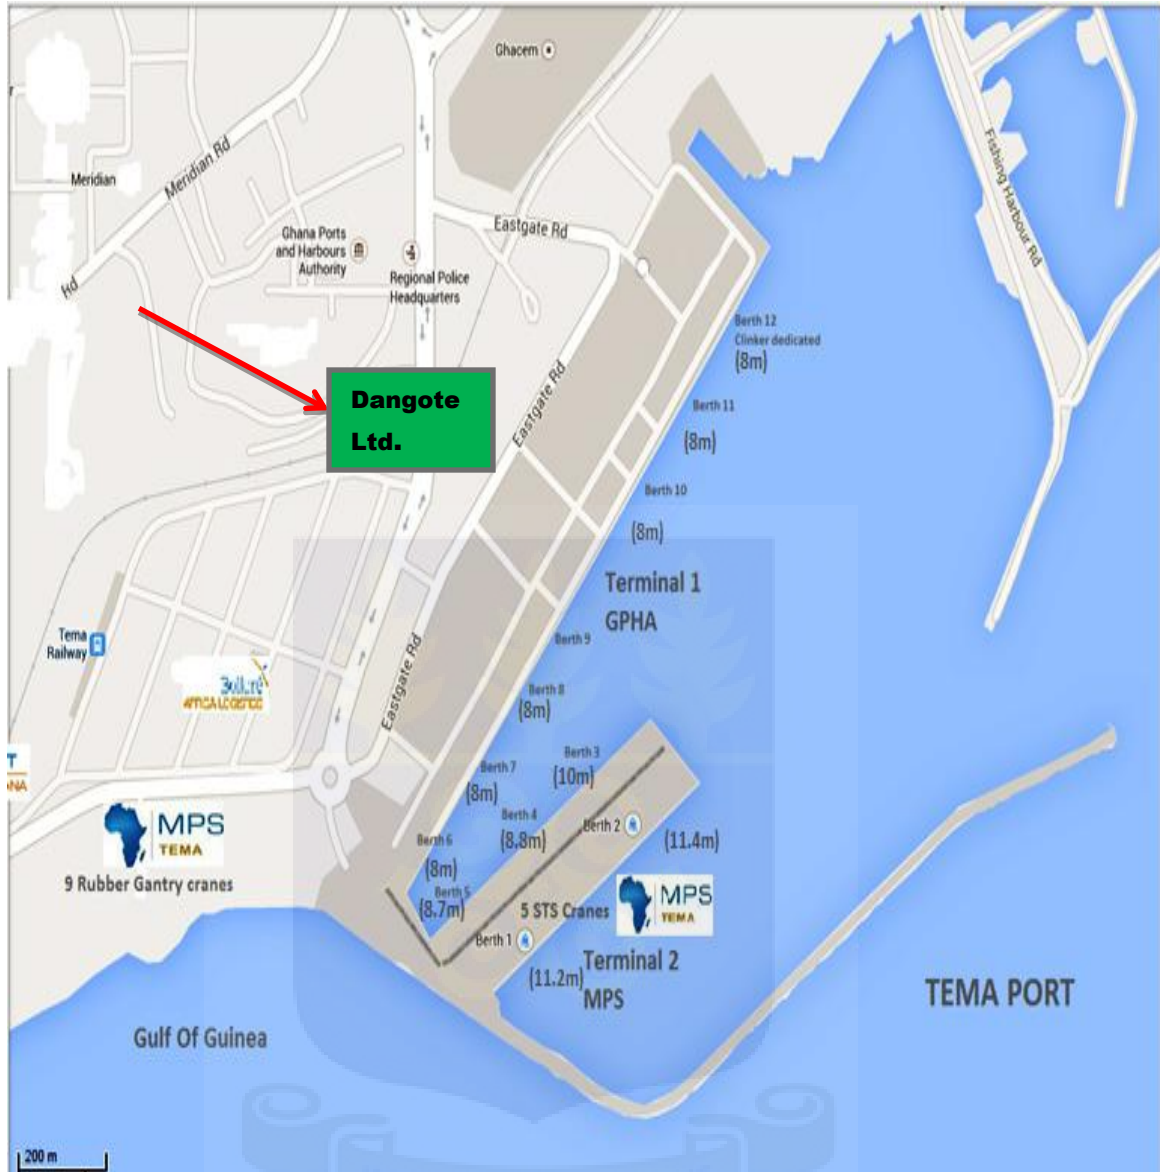 Ghacem
Meridian Rd
Meridian
Fishing Harbour Rd
Eastgate Rd
Ghana Ports
and Harbours
Authority
Regional Police
Headquarters
Rd
Berth 12
Clinker dedicated
(8m)
Dangote
Ltd.
Eastgate Rd
Berth 11
(8m)
Berth 10
(8m)
Terminal 1
GPHA
Tema
Railway
Berth 9
Eastgate Rd
Berth 8
(8m)
AFRICA LOGISTICS
T
ANA
Berth 3
(10m)
Berth 7
(8m)
Berth 4
(8.8m)
Berth 2
(11.4m)
MPS
TEMA
9 Rubber Gantry cranes
Berth 6
(8m)
Berth 5
(8.7m)
5 STS Cranes
MPS
TEMA
Berth 1
(11.2m)
Terminal 2
MPS
TEMA PORT
Gulf Of Guinea
200 m